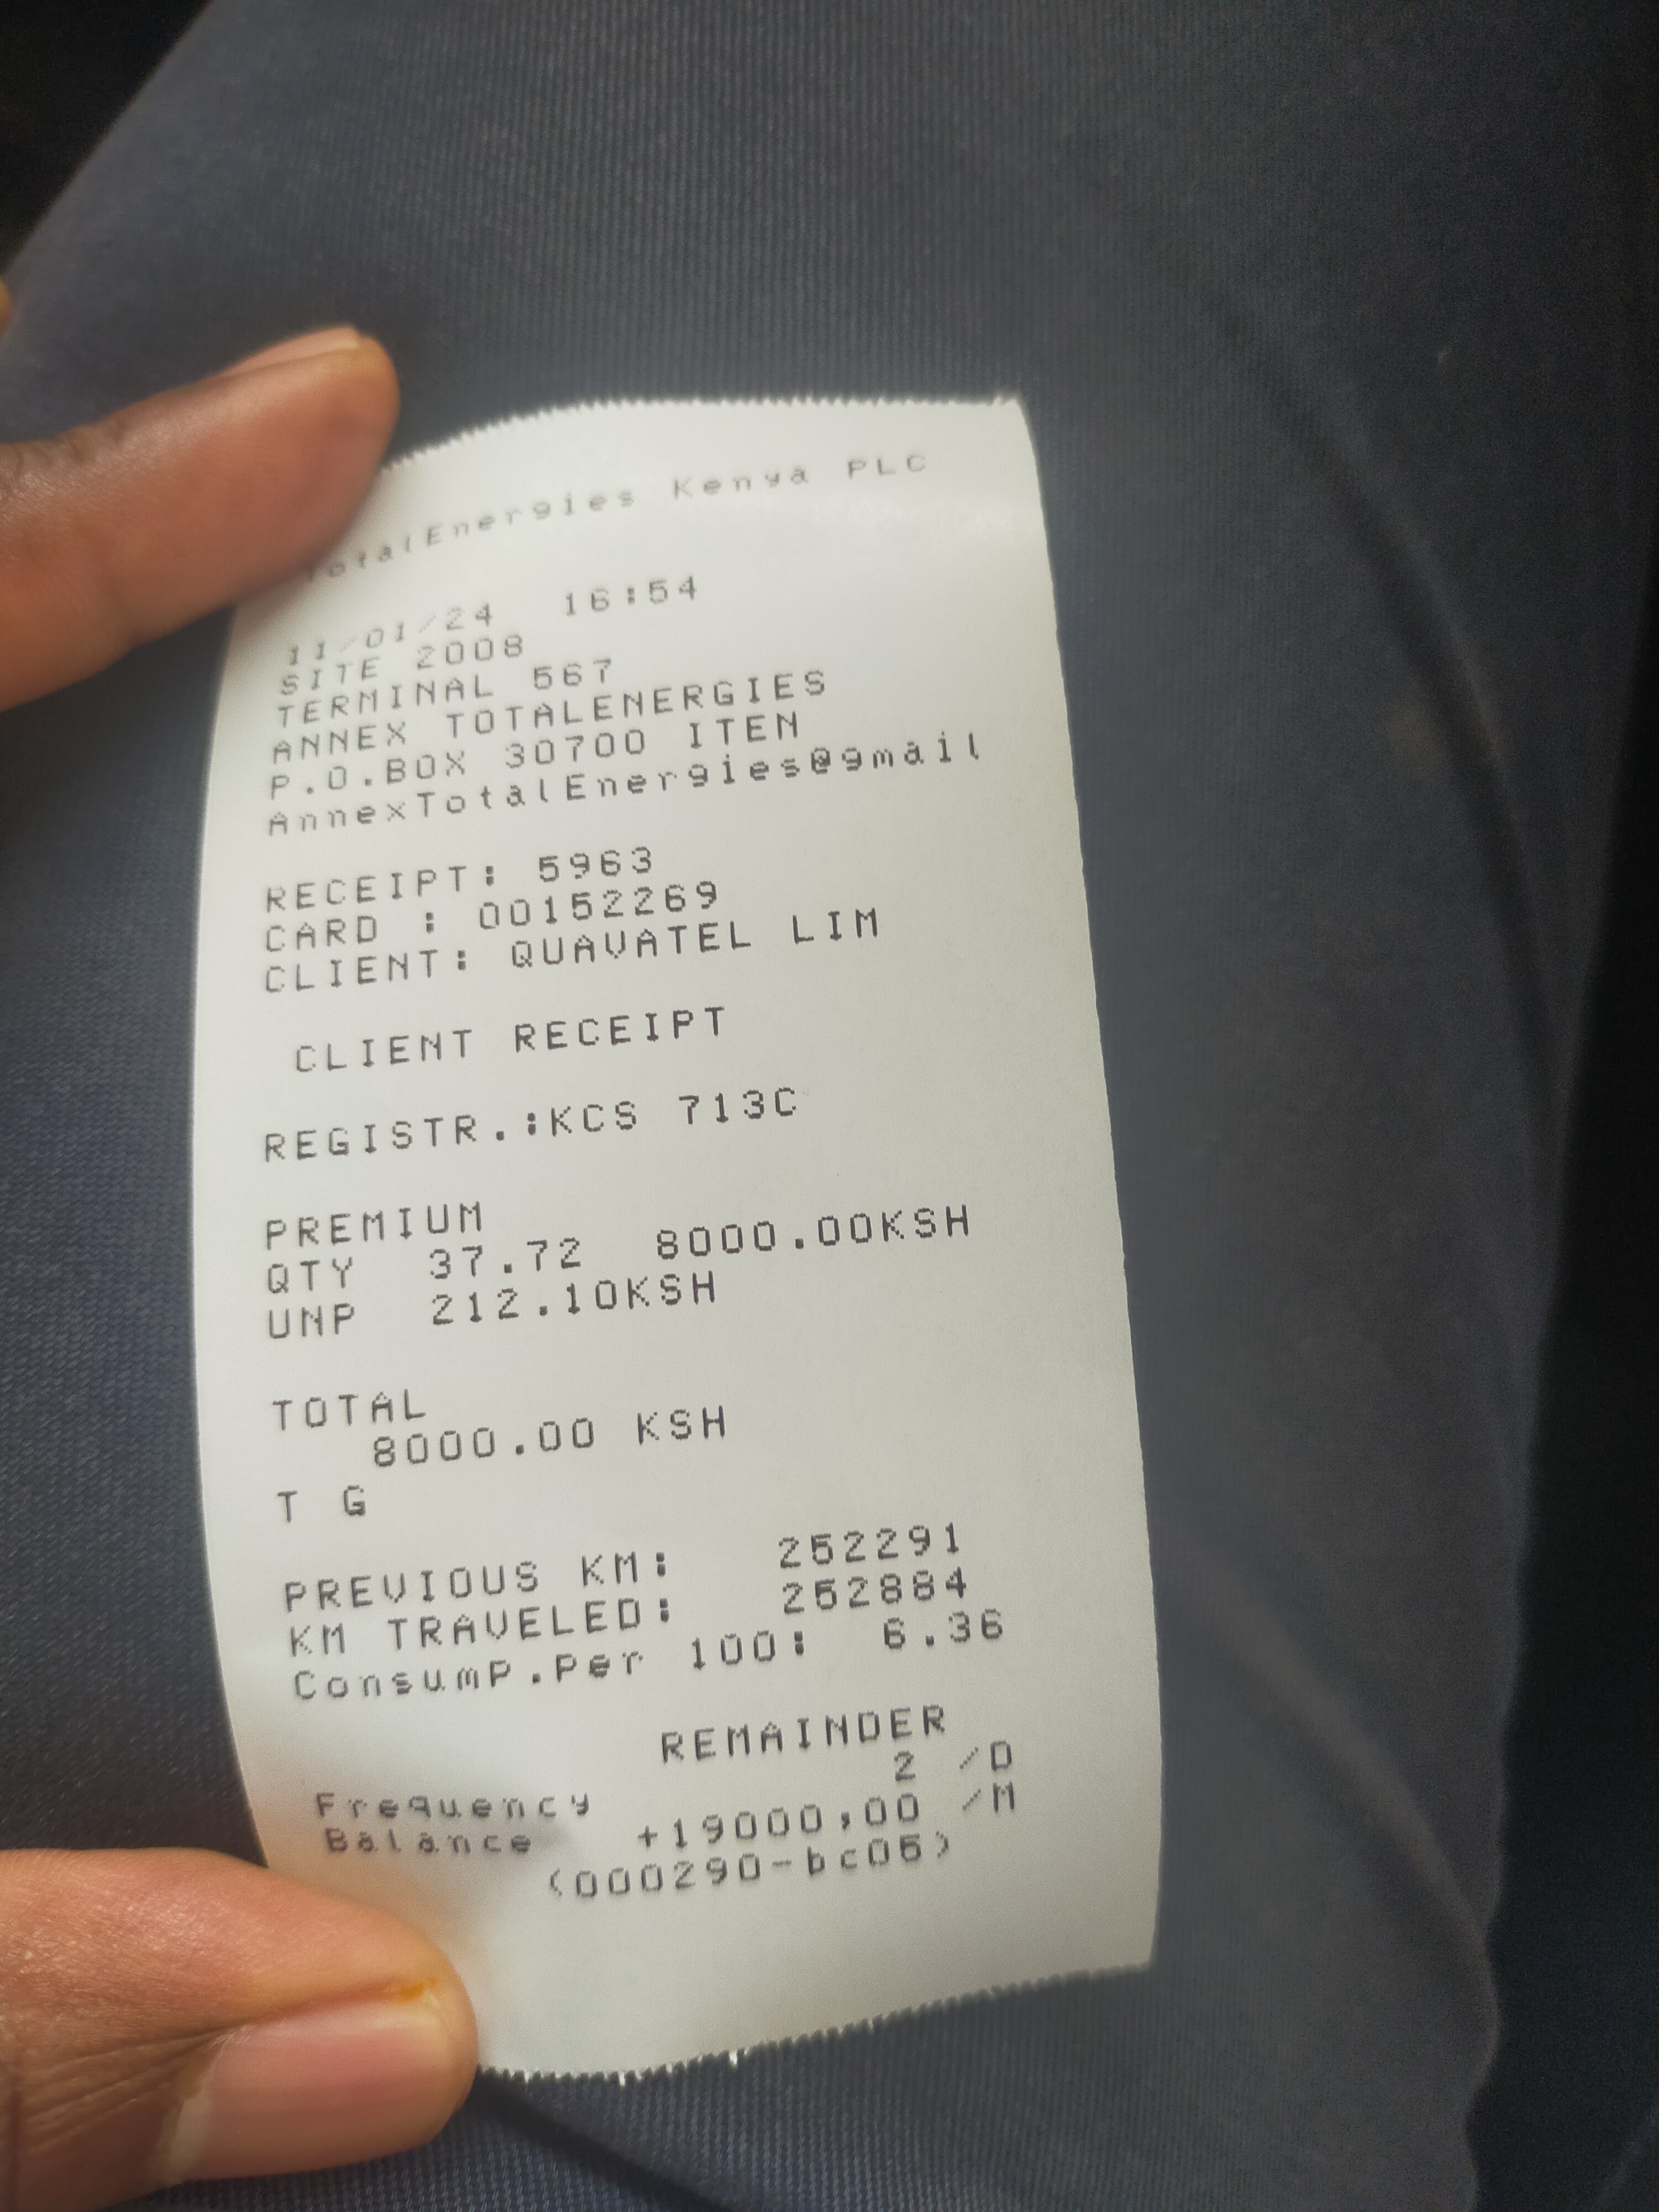 TotalEnergies Kenya PLC
11/01/24 16:54
SITE 2008
TERMINAL 567
ANNEX TOTALENERGIES
P.O.BOX 30700 ITEN
AnnexTotalEnergies@gmail
RECEIPT: 5963
CARD : 00152269
CLIENT: QUAVATEL LIM
CLIENT RECEIPT
REGISTR.:KCS 713C
PREMIUM
QTY 37.72 8000.00KSH
UNP 212.10KSH
TOTAL
8000.00 KSH
T G
PREVIOUS KM: 252291
KM TRAVELED: 252884
Consump.Per 100: 6.36
REMAINDER
Frequency 2 /D
Balance +19000,00 /M
(000290-bc05)